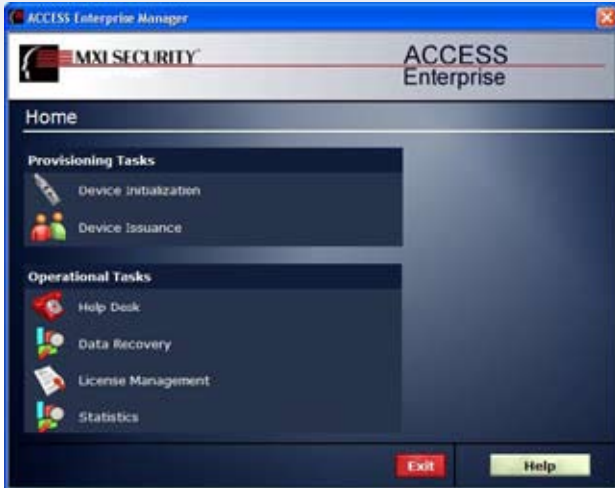 ACCESS Enterprise Manager
MXI SECURITY
ACCESS
Enterprise
Home
Provisioning Tasks
Device Initialization
Device Issuance
Operational Tasks
Help Desk
Data Recovery
License Management
Statistics
Exit
Help